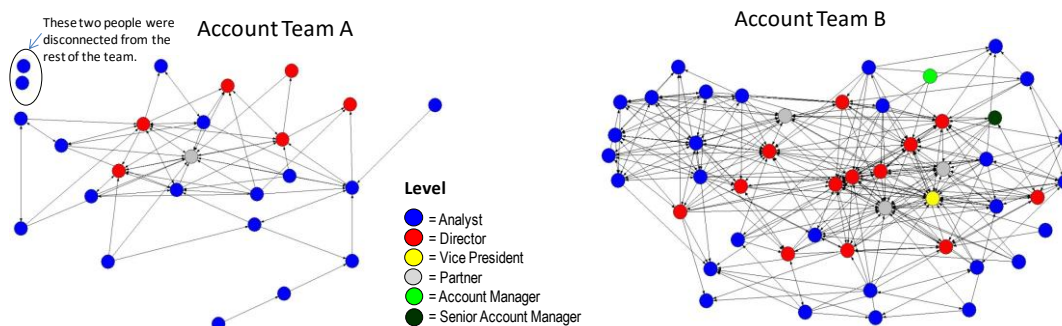 These two people were
disconnected from the
rest of the team.
Account Team A
Account Team B
Level
= Analyst
= Director
= Vice President
= Partner
= Account Manager
= Senior Account Manager